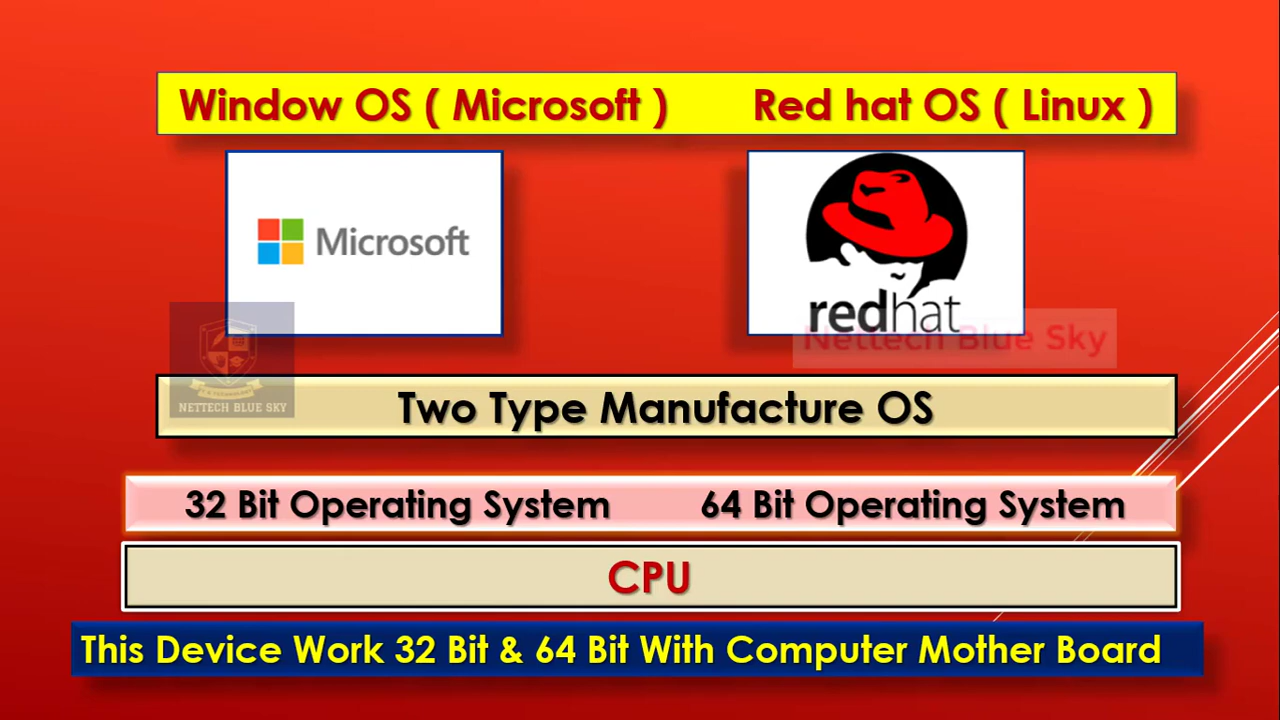 Window OS ( Microsoft ) Red hat OS ( Linux )
Microsoft
redhat
Nettech Blue Sky
NETTECH BLUE SKY
Two Type Manufacture OS
32 Bit Operating System 64 Bit Operating System
CPU
This Device Work 32 Bit & 64 Bit With Computer Mother Board